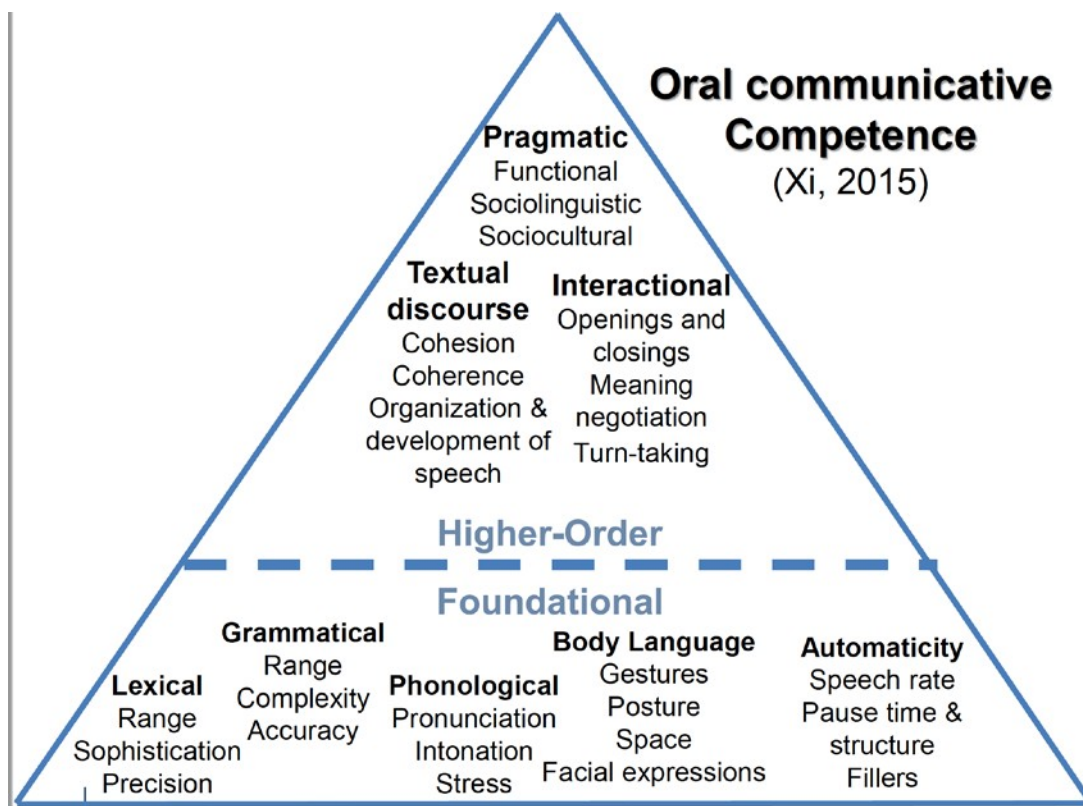 Oral communicative
Competence
(Xi, 2015)
Pragmatic
Functional
Sociolinguistic
Sociocultural
Textual
discourse
Cohesion
Coherence
Organization &
development of
speech
Interactional
Openings and
closings
Meaning
negotiation
Turn-taking
Higher-Order
Foundational
Lexical
Range
Sophistication
Precision
Grammatical
Range
Complexity
Accuracy
Phonological
Pronunciation
Intonation
Stress
Body Language
Gestures
Posture
Space
Facial expressions
Automaticity
Speech rate
Pause time &
structure
Fillers